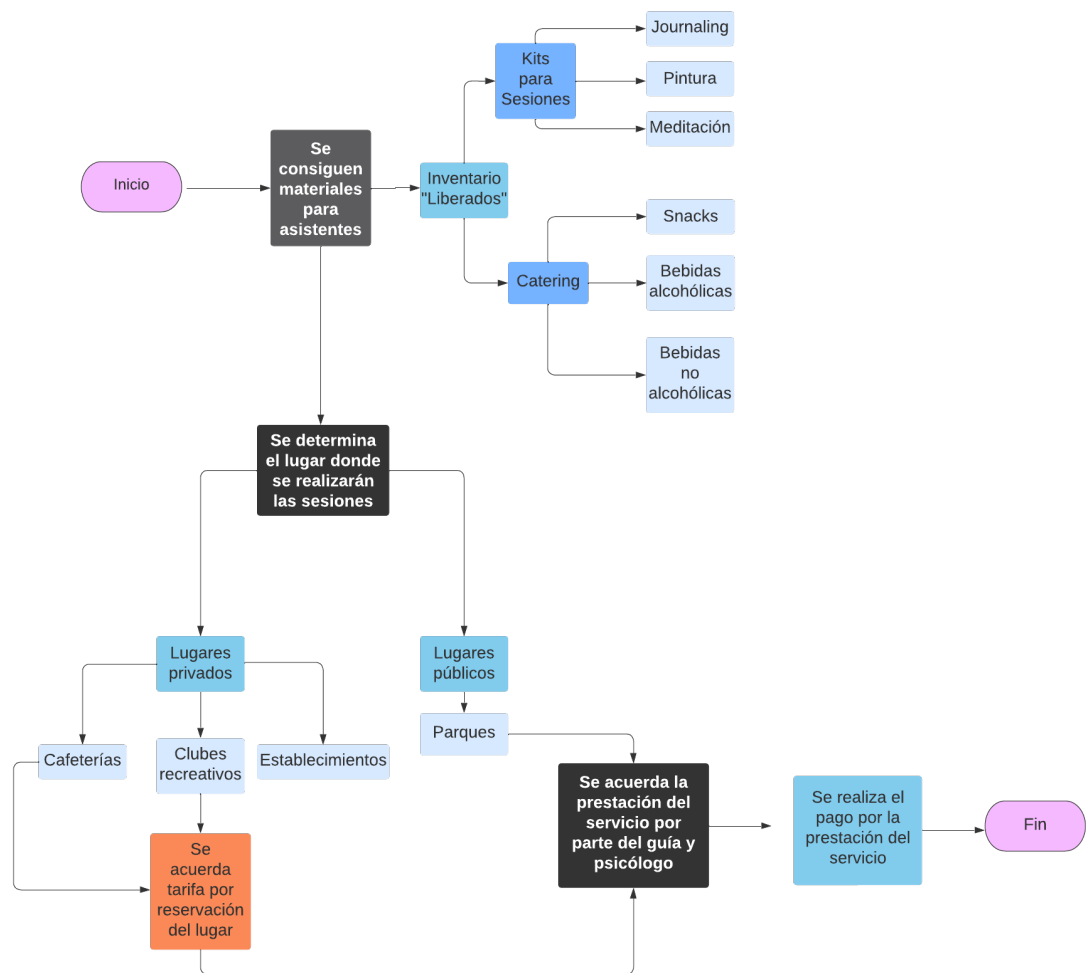 Journaling
Kits
para
Sesiones
Pintura
Meditación
Inicio
Se
consiguen
materiales
para
asistentes
Inventario
"Liberados"
Snacks
Catering
Bebidas
alcohólicas
Bebidas
no
alcohólicas
Se determina
el lugar donde
se realizarán
las sesiones
Lugares
privados
Lugares
públicos
Cafeterías
Clubes
recreativos
Establecimientos
Parques
Se
acuerda
tarifa por
reservación
del lugar
Se acuerda la
prestación del
servicio por
parte del guía y
psicólogo
Se realiza el
pago por la
prestación del
servicio
Fin